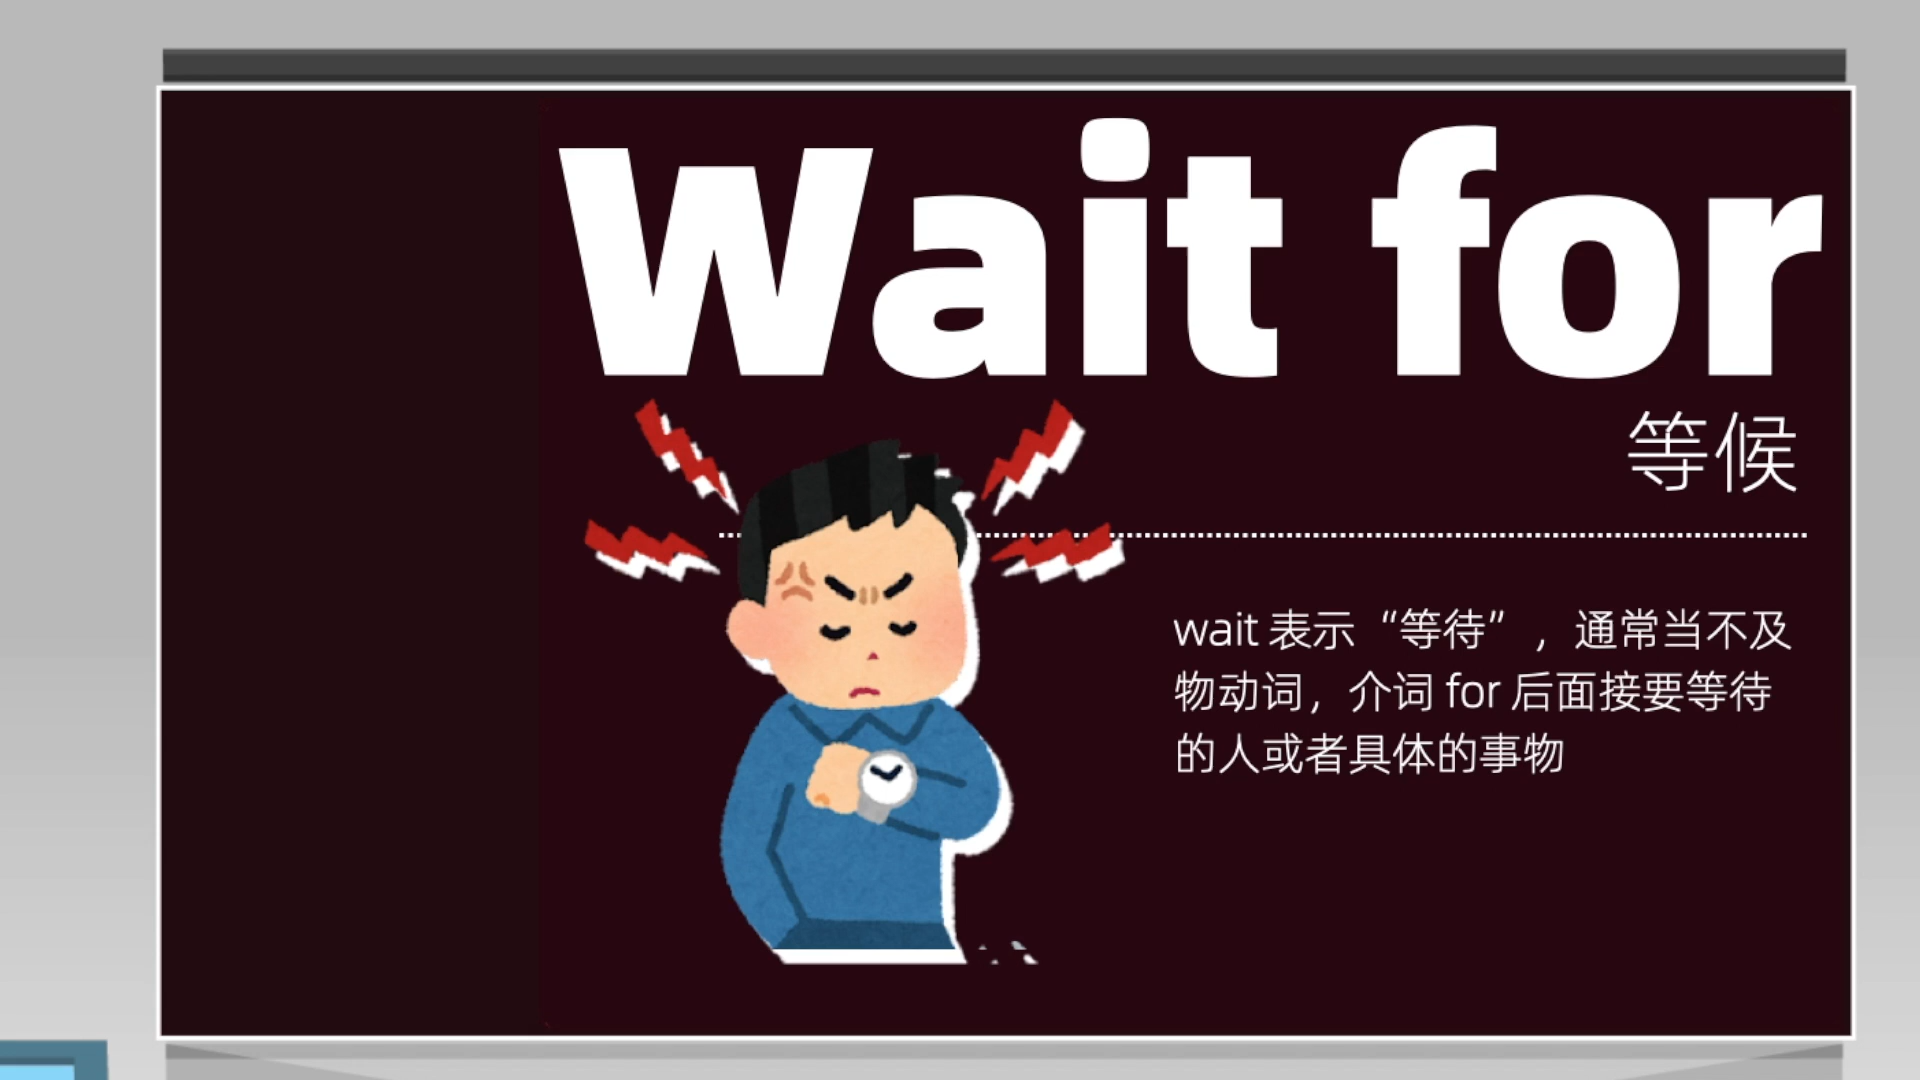 Wait for
等候
wait 表示“等待”，通常当不及
物动词，介词 for 后面接要等待
的人或者具体的事物